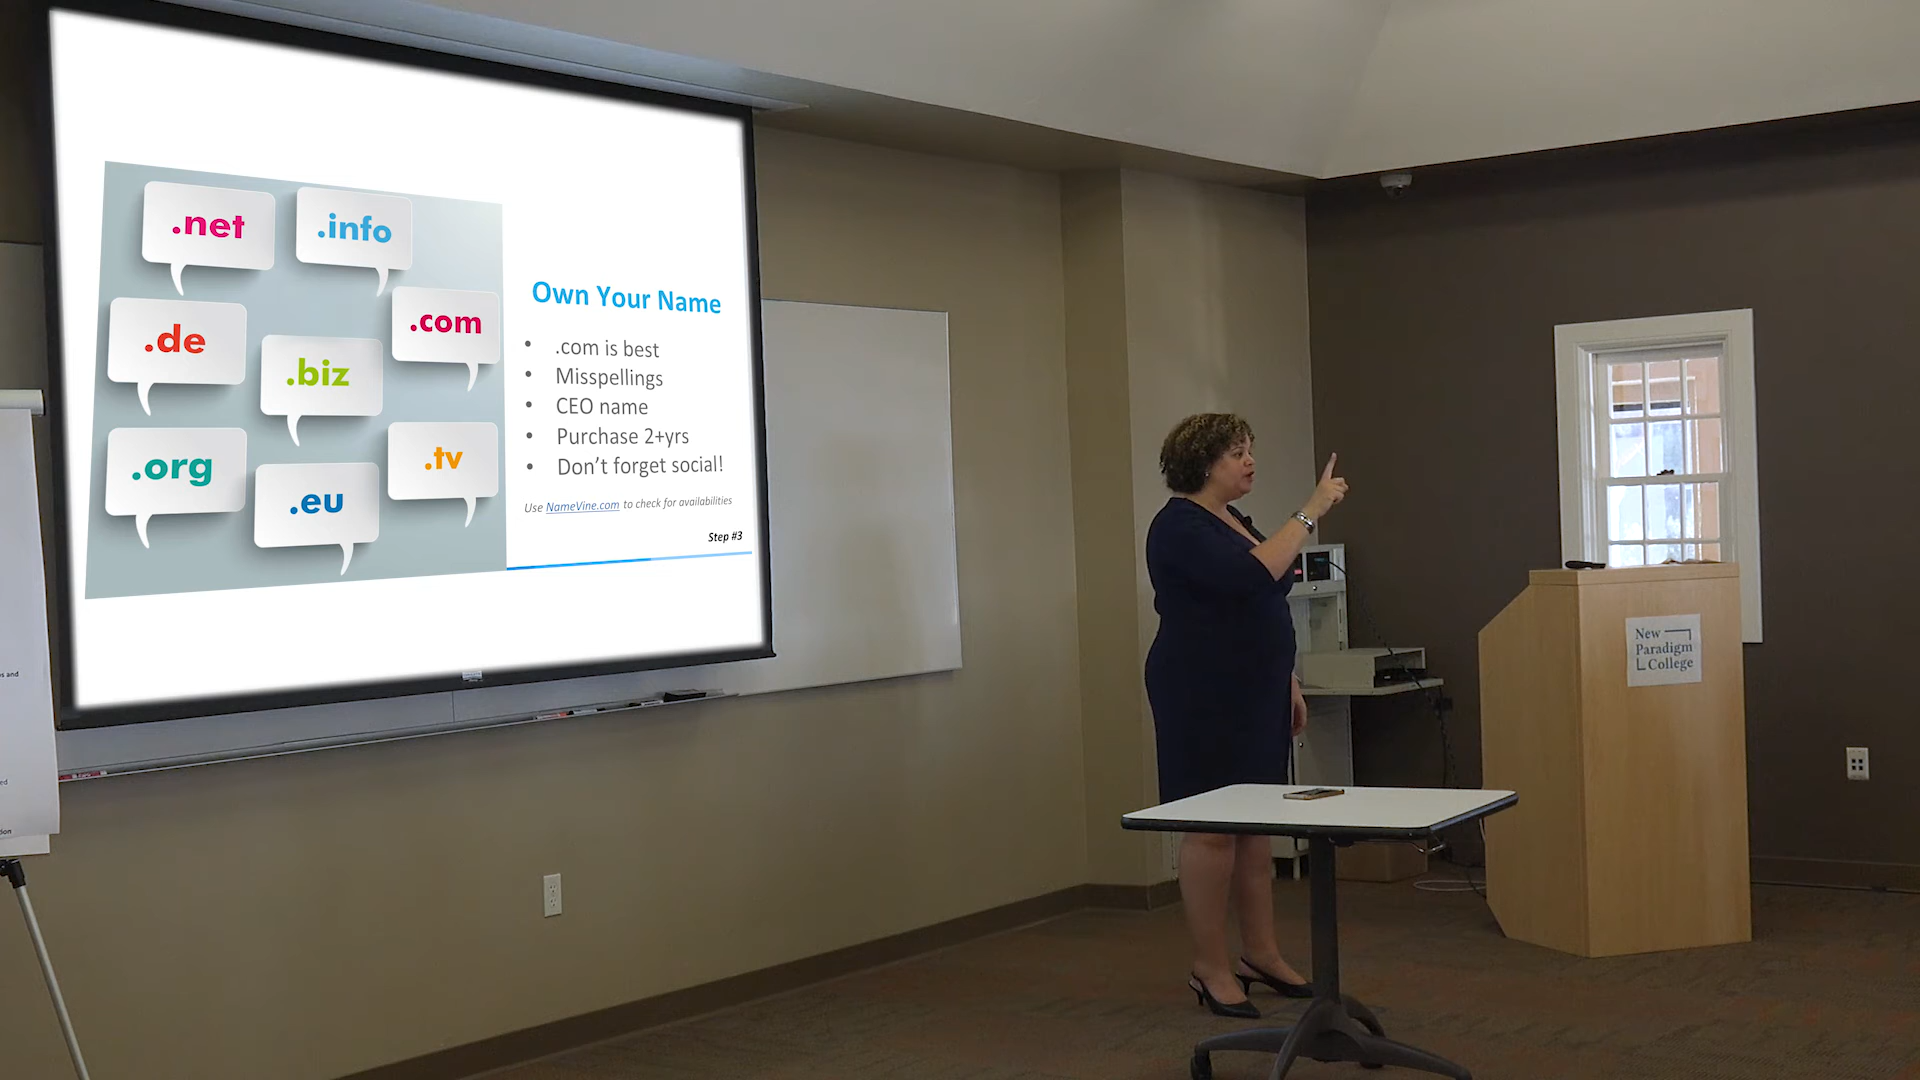 .net
.info
.de
.com
.biz
.org
.tv
.eu
Own Your Name
• .com is best
• Misspellings
• CEO name
• Purchase 2+yrs
• Don't forget social!
Use NameVine.com to check for availabilities
Step #3
New
Paradigm
College
and